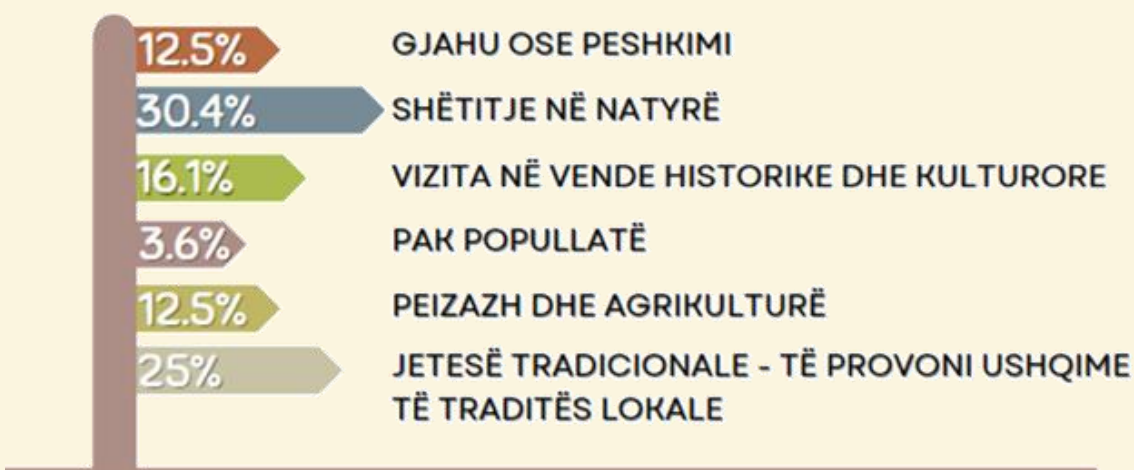 12.5% GJAHU OSE PESHKIMI
30.4% SHËTITJE NË NATYRË
16.1% VIZITA NË VENDE HISTORIKE DHE KULTURORE
3.6% PAK POPULLATË
12.5% PEIZAZH DHE AGRIKULTURË
25% JETESË TRADICIONALE - TË PROVONI USHQIME
TË TRADITËS LOKALE